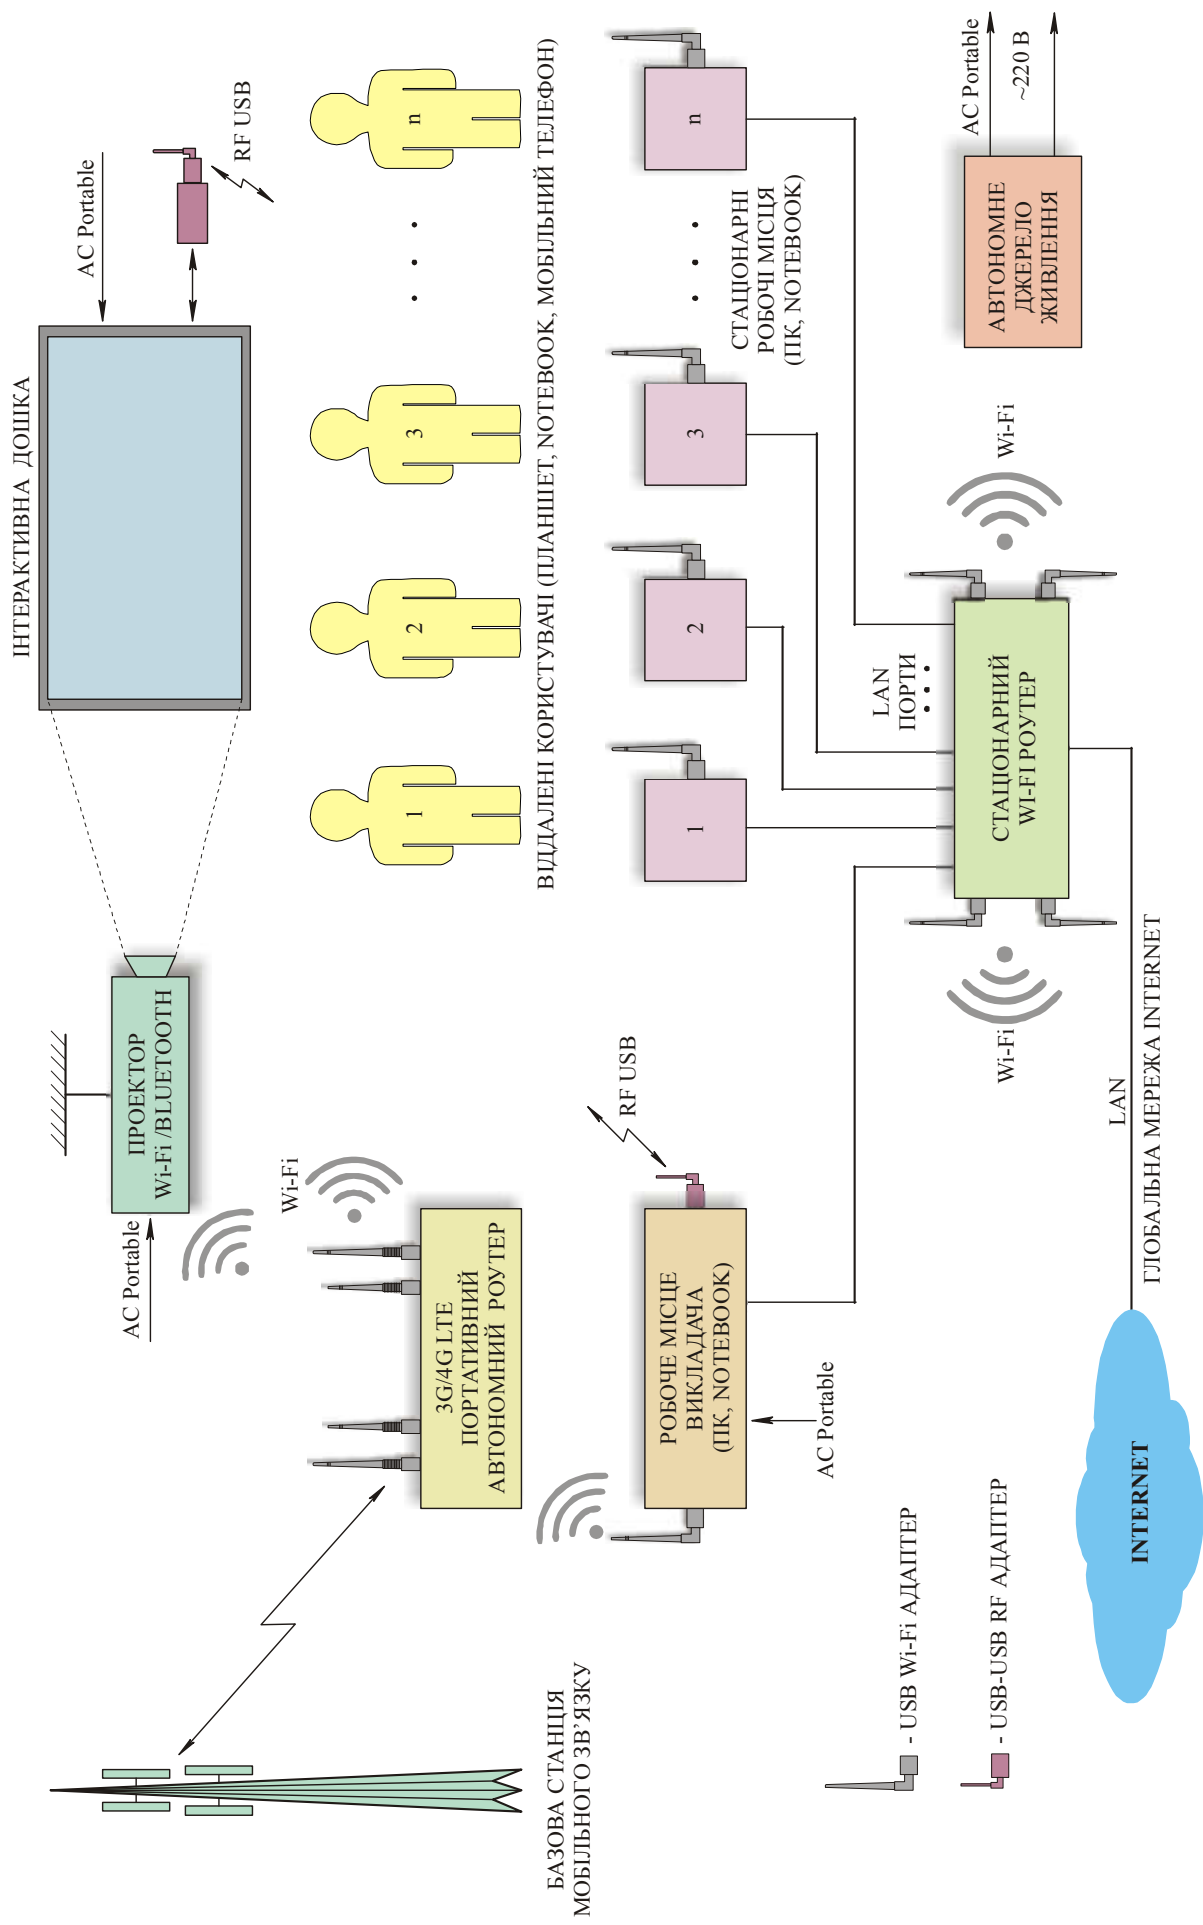 ІНТЕРАКТИВНА ДОШКА
AC Portable
RF USB
ПРОЕКТОР
Wi-Fi /BLUETOOTH
AC Portable
Wi-Fi
3G/4G LTE
ПОРТАТИВНИЙ
АВТОНОМНИЙ РОУТЕР
1
2
3
n
ВІДДАЛЕНІ КОРИСТУВАЧІ (ПЛАНШЕТ, NOTEBOOK, МОБІЛЬНИЙ ТЕЛЕФОН)
БАЗОВА СТАНЦІЯ
МОБІЛЬНОГО ЗВ’ЯЗКУ
РОБОЧЕ МІСЦЕ
ВИКЛАДАЧА
(ПК, NOTEBOOK)
RF USB
AC Portable
1
2
3
n
СТАЦІОНАРНІ
РОБОЧІ МІСЦЯ
(ПК, NOTEBOOK)
LAN
ПОРТИ
СТАЦІОНАРНИЙ
WI-FI РОУТЕР
Wi-Fi
Wi-Fi
АВТОНОМНЕ
ДЖЕРЕЛО
ЖИВЛЕННЯ
AC Portable
~220 В
- USB Wi-Fi АДАПТЕР
- USB-USB RF АДАПТЕР
INTERNET
LAN
ГЛОБАЛЬНА МЕРЕЖА INTERNET